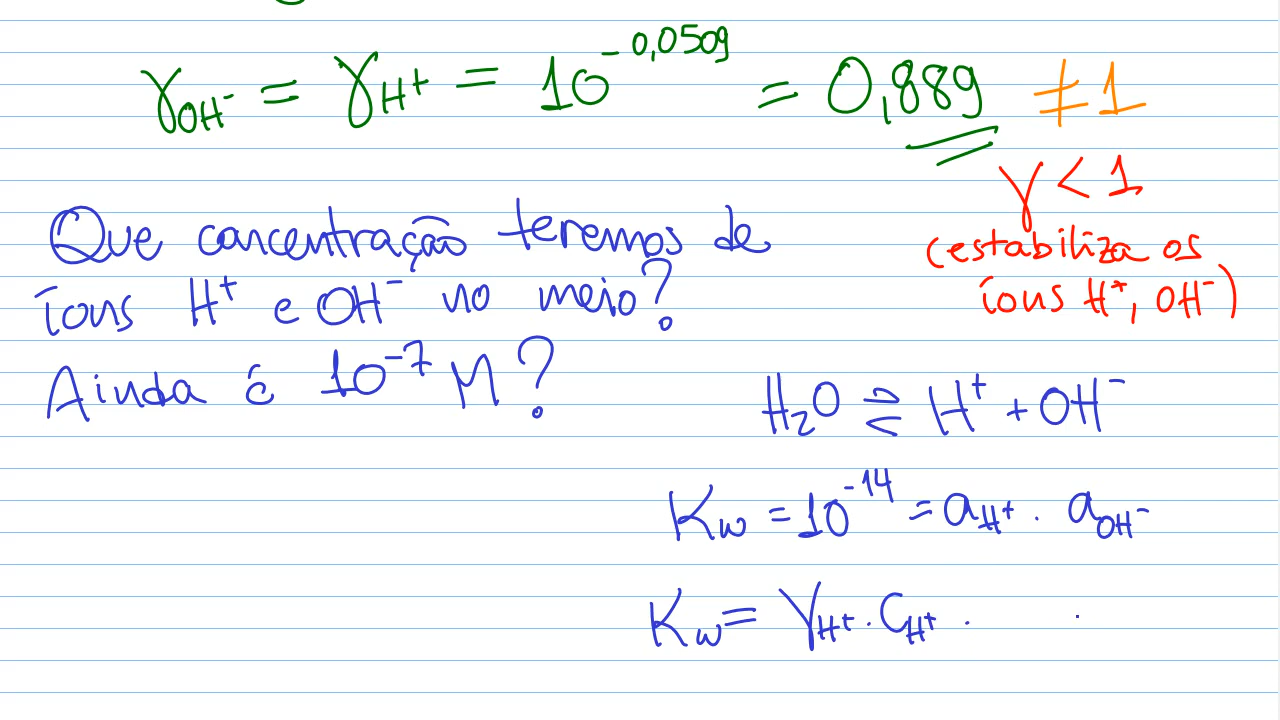 γOH⁻ = γH⁺ = 10^-0,0509 = 0,889 ≠ 1
γ < 1
(estabiliza os
íons H⁺, OH⁻)
Que concentração teremos de
íons H⁺ e OH⁻ no meio?
Ainda é 10⁻⁷ M?
H₂O ⇄ H⁺ + OH⁻
Kw = 10⁻¹⁴ = aH⁺ . aOH⁻
Kw = γH⁺ . CH⁺ . .